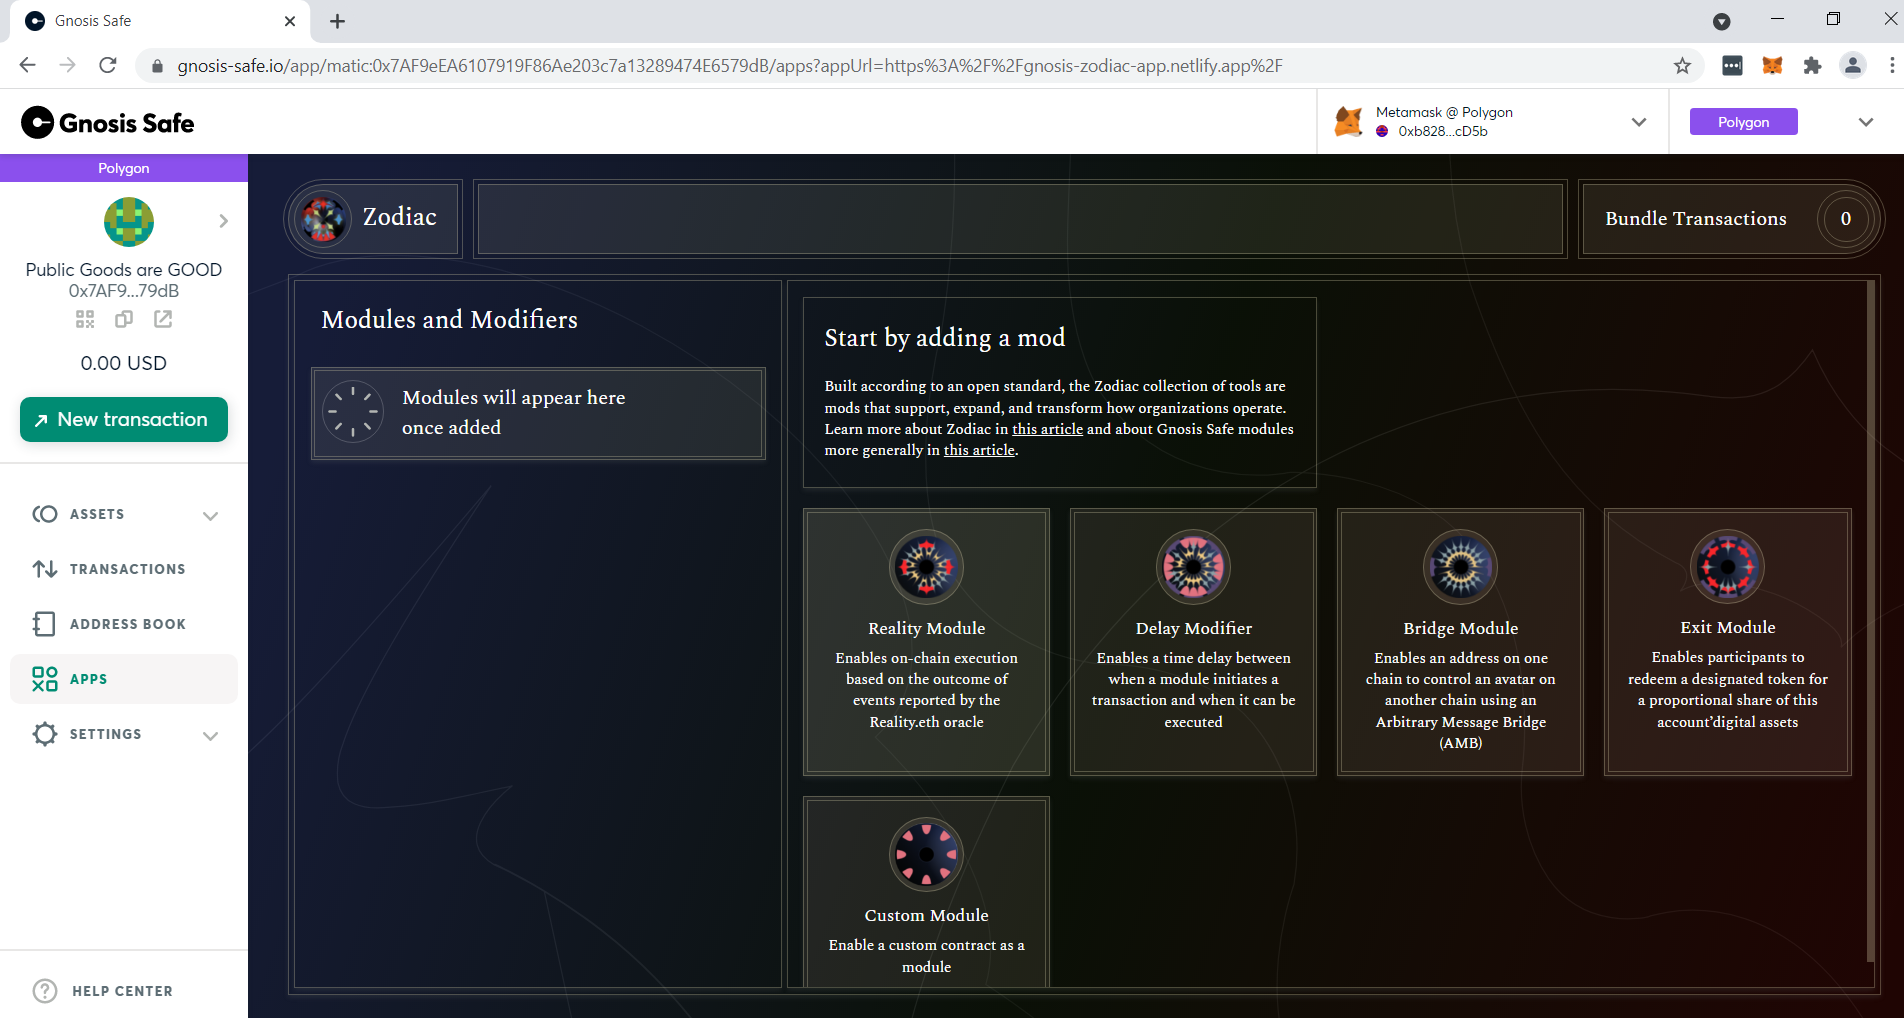 Gnosis Safe
gnosis-safe.io/app/matic:0x7AF9eEA6107919F86Ae203c7a13289474E6579dB/apps?appUrl=https%3A%2F%2Fgnosis-zodiac-app.netlify.app%2F
Gnosis Safe
Metamask @ Polygon
0xb828...cD5b
Polygon
Polygon
Public Goods are GOOD
0x7AF9...79dB
0.00 USD
New transaction
ASSETS
TRANSACTIONS
ADDRESS BOOK
APPS
SETTINGS
HELP CENTER
Zodiac
Bundle Transactions
0
Modules and Modifiers
Modules will appear here
once added
Start by adding a mod
Built according to an open standard, the Zodiac collection of tools are
mods that support, expand, and transform how organizations operate.
Learn more about Zodiac in this article and about Gnosis Safe modules
more generally in this article.
Reality Module
Enables on-chain execution
based on the outcome of
events reported by the
Reality.eth oracle
Delay Modifier
Enables a time delay between
when a module initiates a
transaction and when it can be
executed
Bridge Module
Enables an address on one
chain to control an avatar on
another chain using an
Arbitrary Message Bridge
(AMB)
Exit Module
Enables participants to
redeem a designated token for
a proportional share of this
account’digital assets
Custom Module
Enable a custom contract as a
module